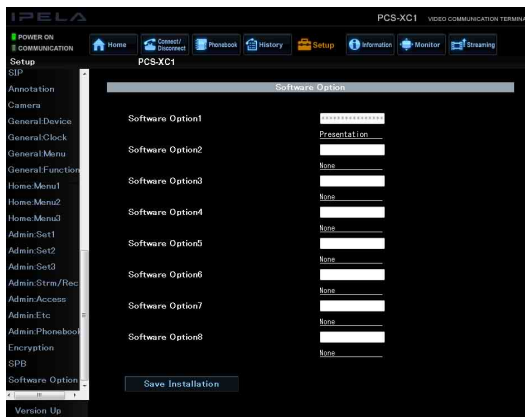 IPELA
PCS-XC1 VIDEO COMMUNICATION TERMINA
POWER ON
COMMUNICATION
Home
Connect/
Disconnect
Phonebook
History
Setup
Information
Monitor
Streaming
Setup
PCS-XC1
SIP
Annotation
Camera
General:Device
General:Clock
General:Menu
General:Function
Home:Menu1
Home:Menu2
Home:Menu3
Admin:Set1
Admin:Set2
Admin:Set3
Admin:Strm/Rec
Admin:Access
Admin:Etc
Admin:Phonebook
Encryption
SPB
Software Option
Version Up
Software Option
Software Option1
****************
Presentation
Software Option2
None
Software Option3
None
Software Option4
None
Software Option5
None
Software Option6
None
Software Option7
None
Software Option8
None
Save Installation